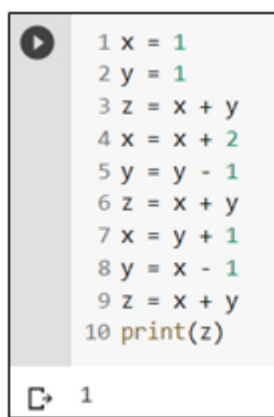 1 x = 1
2 y = 1
3 z = x + y
4 x = x + 2
5 y = y - 1
6 z = x + y
7 x = y + 1
8 y = x - 1
9 z = x + y
10 print(z)
1